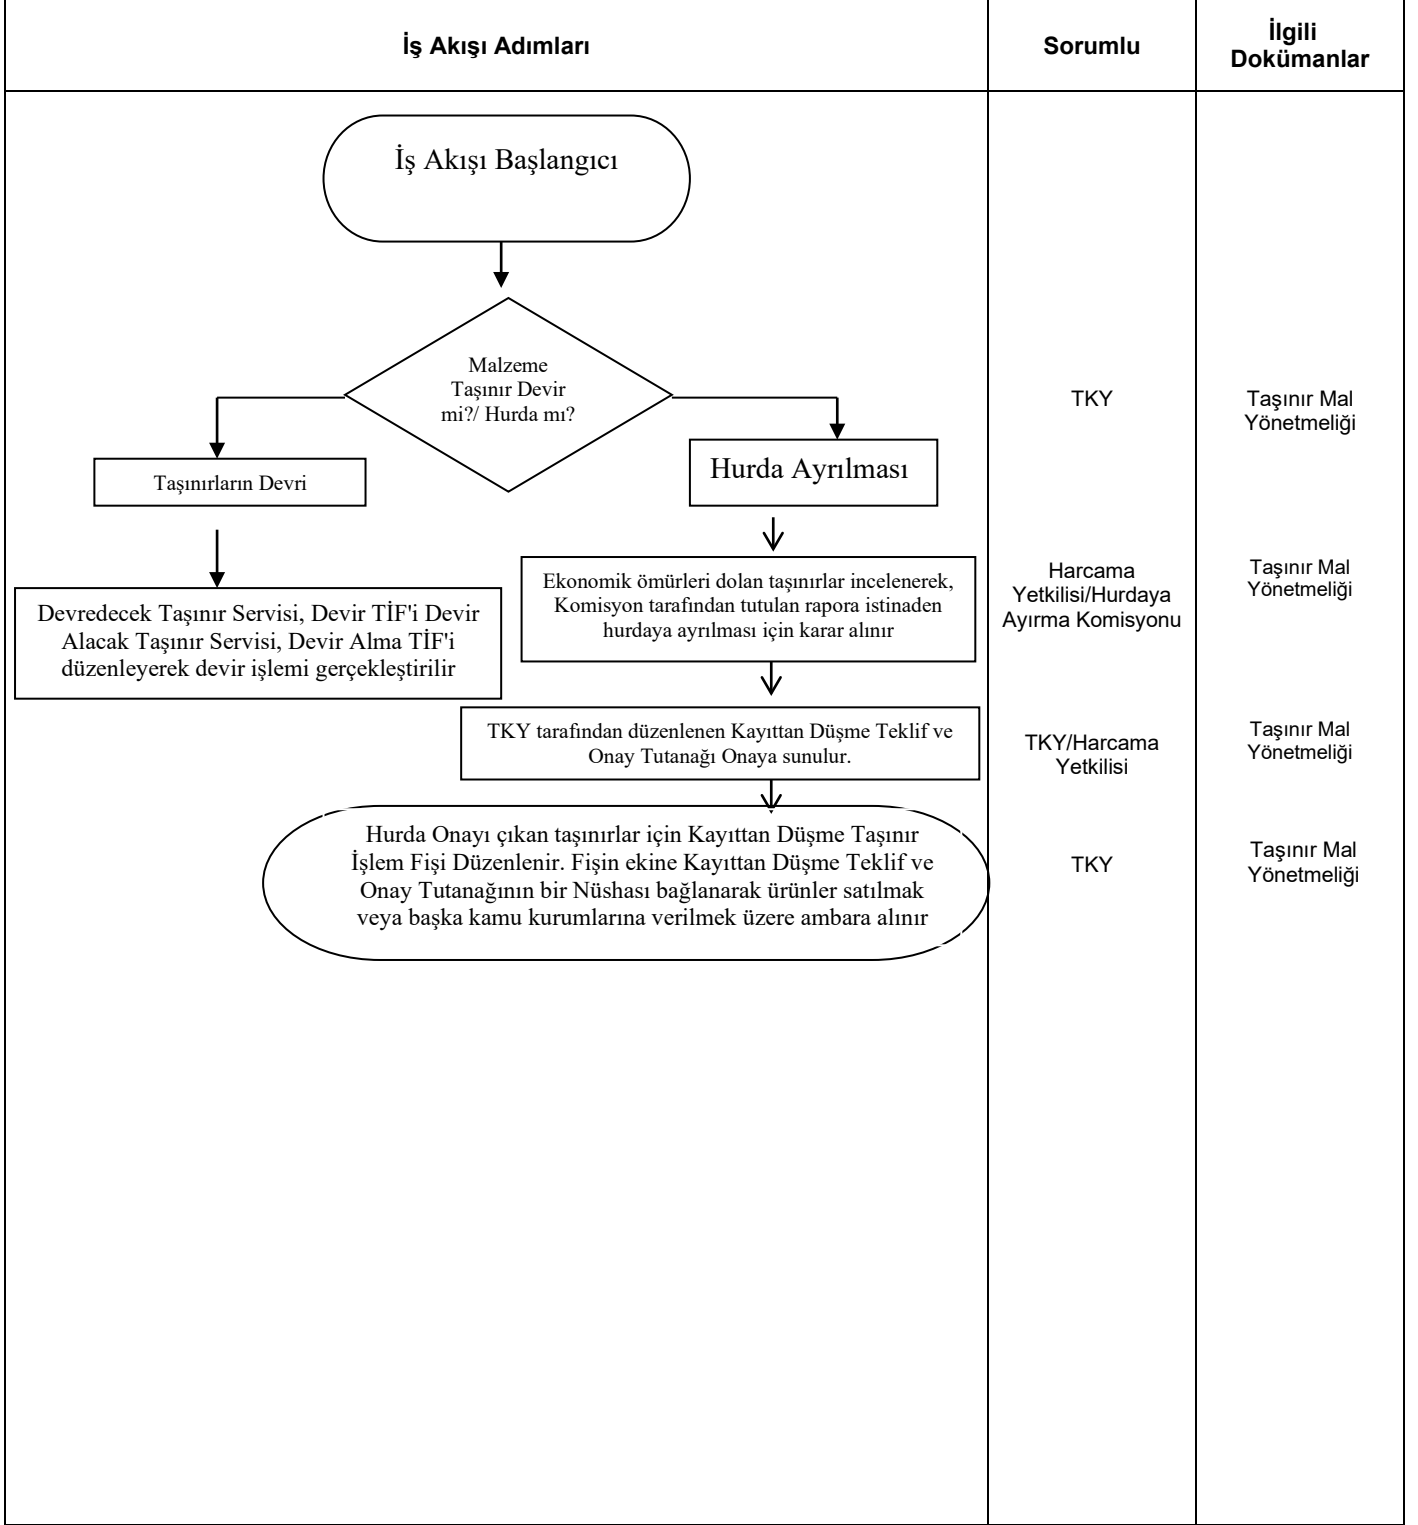 İş Akışı Adımları
Sorumlu
İlgili
Dokümanlar
İş Akışı Başlangıcı
Malzeme
Taşınır Devir
mi?/ Hurda mı?
TKY
Taşınır Mal
Yönetmeliği
Taşınırların Devri
Hurda Ayrılması
Devredecek Taşınır Servisi, Devir TİF'i Devir
Alacak Taşınır Servisi, Devir Alma TİF'i
düzenleyerek devir işlemi gerçekleştirilir
Ekonomik ömürleri dolan taşınırlar incelenerek,
Komisyon tarafından tutulan rapora istinaden
hurdaya ayrılması için karar alınır
Harcama
Yetkilisi/Hurdaya
Ayırma Komisyonu
Taşınır Mal
Yönetmeliği
TKY tarafından düzenlenen Kayıttan Düşme Teklif ve
Onay Tutanağı Onaya sunulur.
TKY/Harcama
Yetkilisi
Taşınır Mal
Yönetmeliği
Hurda Onayı çıkan taşınırlar için Kayıttan Düşme Taşınır
İşlem Fişi Düzenlenir. Fişin ekine Kayıttan Düşme Teklif ve
Onay Tutanağının bir Nüshası bağlanarak ürünler satılmak
veya başka kamu kurumlarına verilmek üzere ambara alınır
TKY
Taşınır Mal
Yönetmeliği